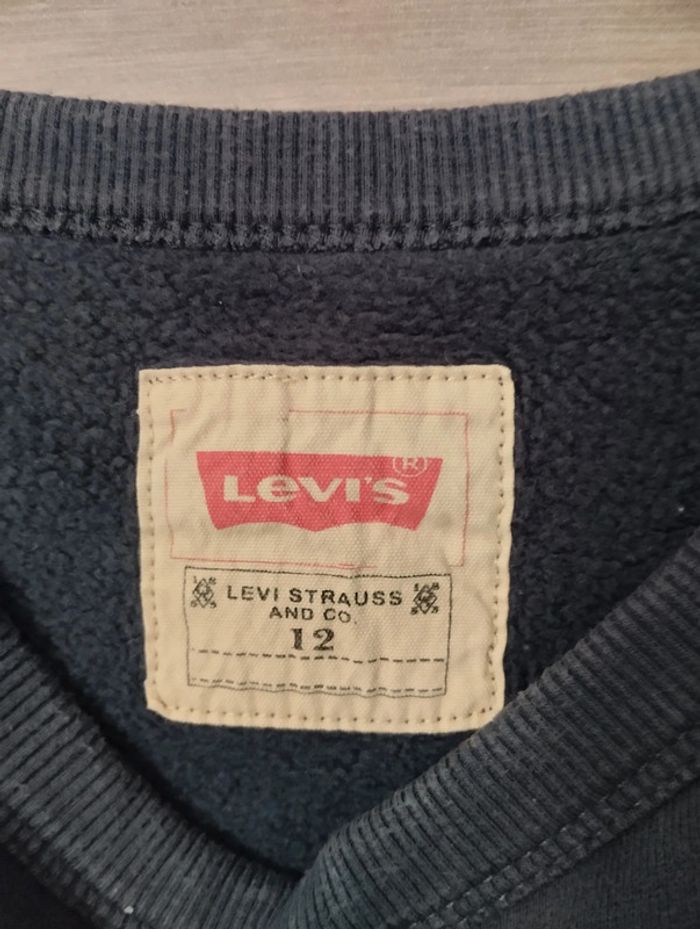 Levi's ®
LEVI STRAUSS
AND CO.
12